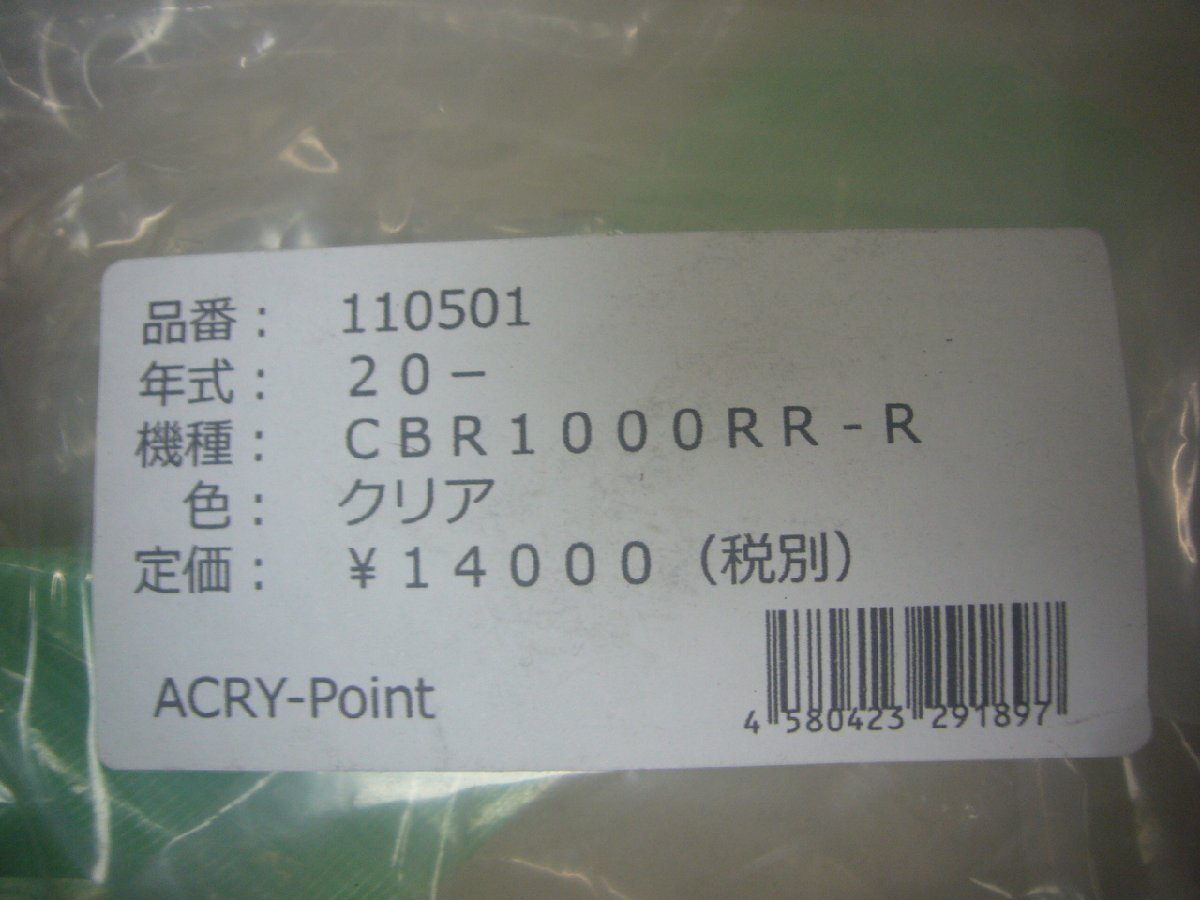 品番： 110501
年式： 20－
機種： CBR1000RR-R
色： クリア
定価： ￥14000（税別）
ACRY-Point
4 580423 291897